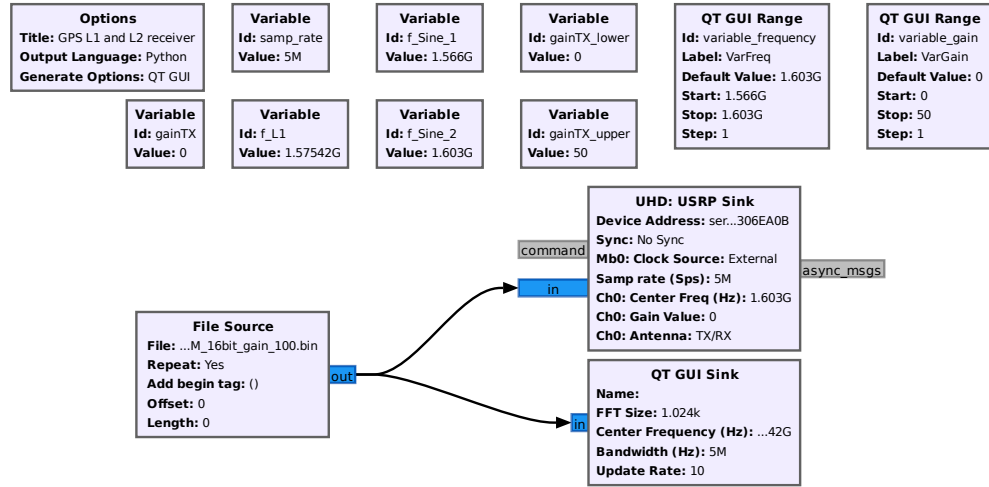 Options
Title: GPS L1 and L2 receiver
Output Language: Python
Generate Options: QT GUI
Variable
Id: samp_rate
Value: 5M
Variable
Id: f_Sine_1
Value: 1.566G
Variable
Id: gainTX_lower
Value: 0
QT GUI Range
Id: variable_frequency
Label: VarFreq
Default Value: 1.603G
Start: 1.566G
Stop: 1.603G
Step: 1
QT GUI Range
Id: variable_gain
Label: VarGain
Default Value: 0
Start: 0
Stop: 50
Step: 1
Variable
Id: gainTX
Value: 0
Variable
Id: f_L1
Value: 1.57542G
Variable
Id: f_Sine_2
Value: 1.603G
Variable
Id: gainTX_upper
Value: 50
File Source
File: ...M_16bit_gain_100.bin
Repeat: Yes
Add begin tag: ()
Offset: 0
Length: 0
out
command
in
UHD: USRP Sink
Device Address: ser...306EA0B
Sync: No Sync
Mb0: Clock Source: External
Samp rate (Sps): 5M
Ch0: Center Freq (Hz): 1.603G
Ch0: Gain Value: 0
Ch0: Antenna: TX/RX
async_msgs
in
QT GUI Sink
Name:
FFT Size: 1.024k
Center Frequency (Hz): ...42G
Bandwidth (Hz): 5M
Update Rate: 10